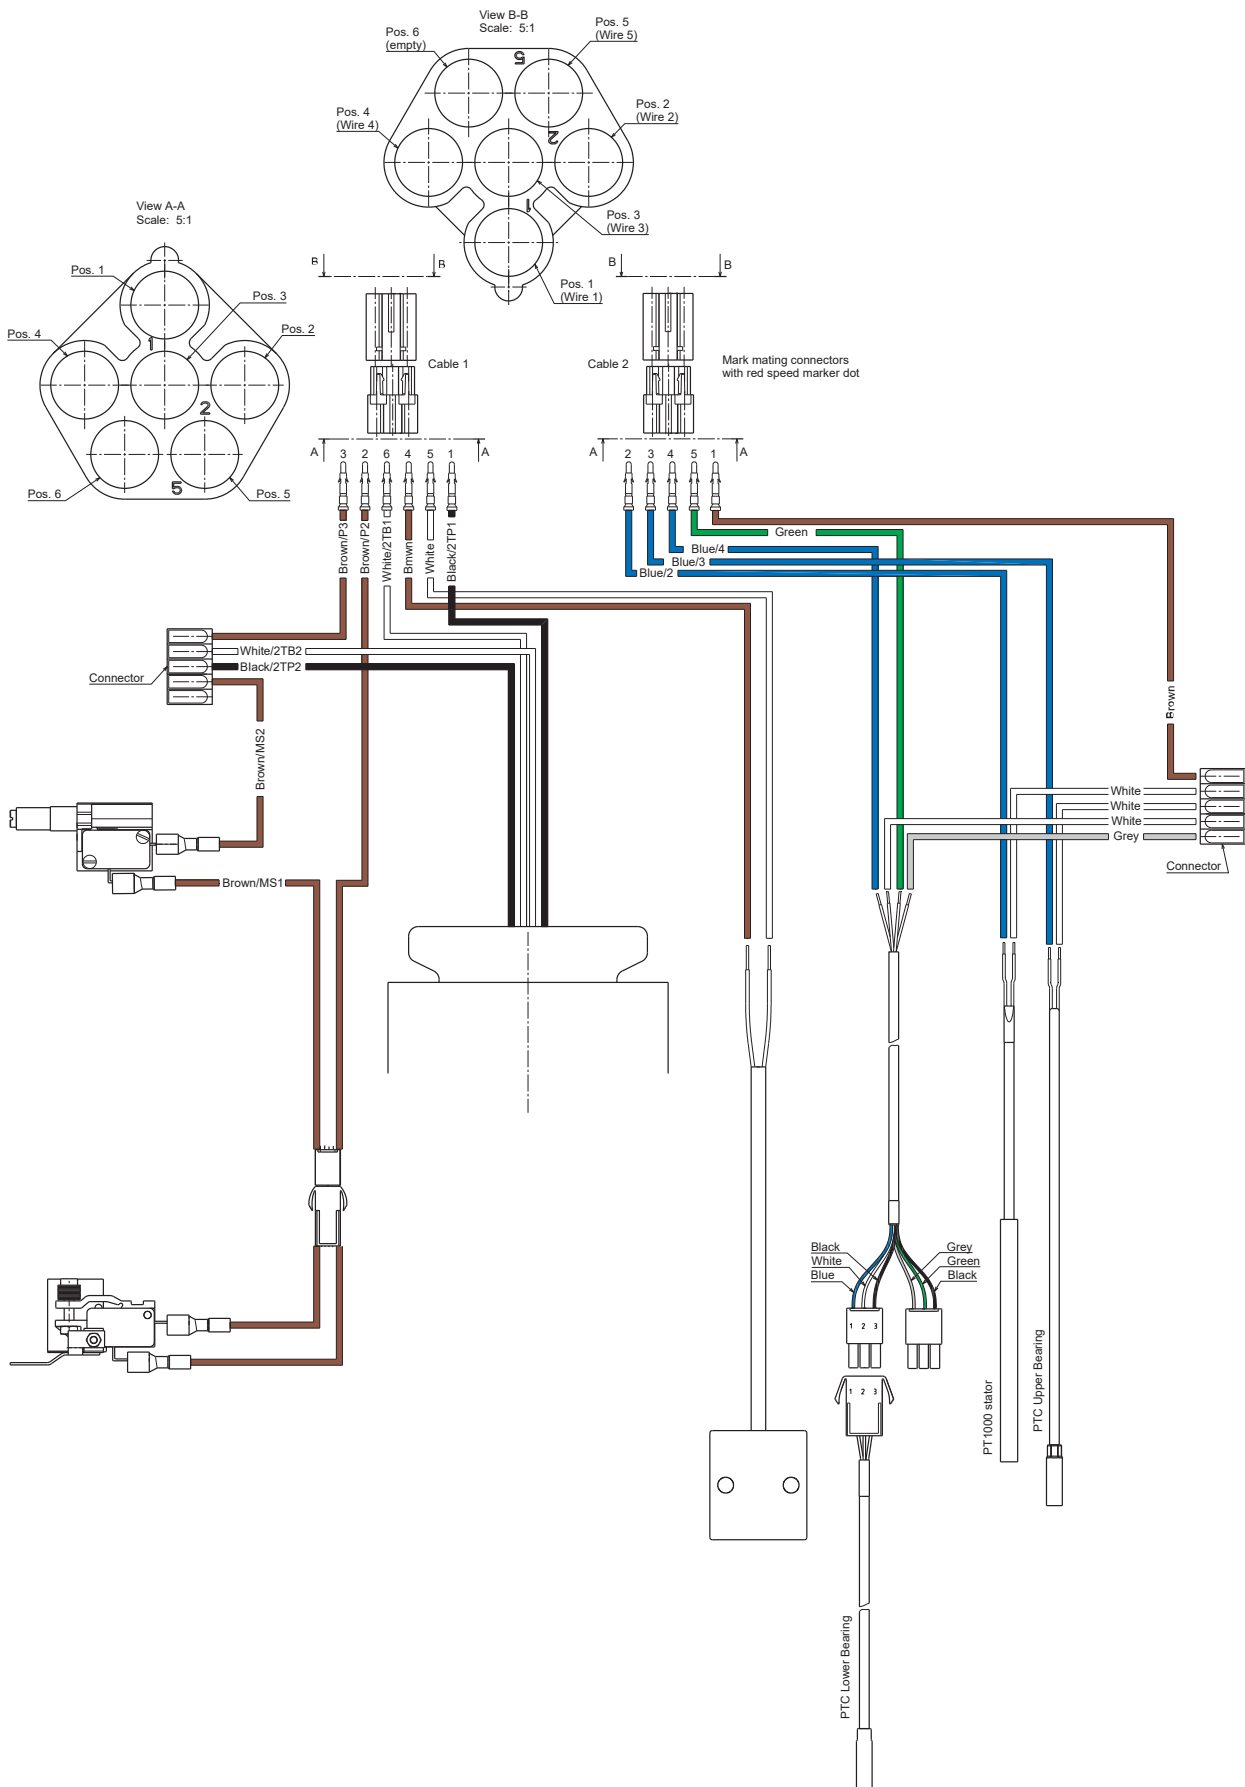 View B-B
Scale: 5:1
Pos. 6
(empty)
Pos. 5
(Wire 5)
5
Pos. 4
(Wire 4)
Pos. 2
(Wire 2)
2
1
Pos. 3
(Wire 3)
Pos. 1
(Wire 1)
View A-A
Scale: 5:1
Pos. 1
Pos. 3
Pos. 4
Pos. 2
1
2
5
Pos. 6
Pos. 5
B B
B B
Cable 1
Cable 2
Mark mating connectors
with red speed marker dot
A 3 2 6 4 5 1 A
A 2 3 4 5 1 A
Brown/P3
Brown/P2
White/2TB1
Bmwn
White
Black/2TP1
Green
Blue/4
Blue/3
Blue/2
White/2TB2
Black/2TP2
Connector
Brown/MS2
Brown/MS1
Brown
White
White
White
Grey
Connector
Black
White
Blue
Grey
Green
Black
1 2 3
1 2 3
PTC Lower Bearing
PT1000 stator
PTC Upper Bearing